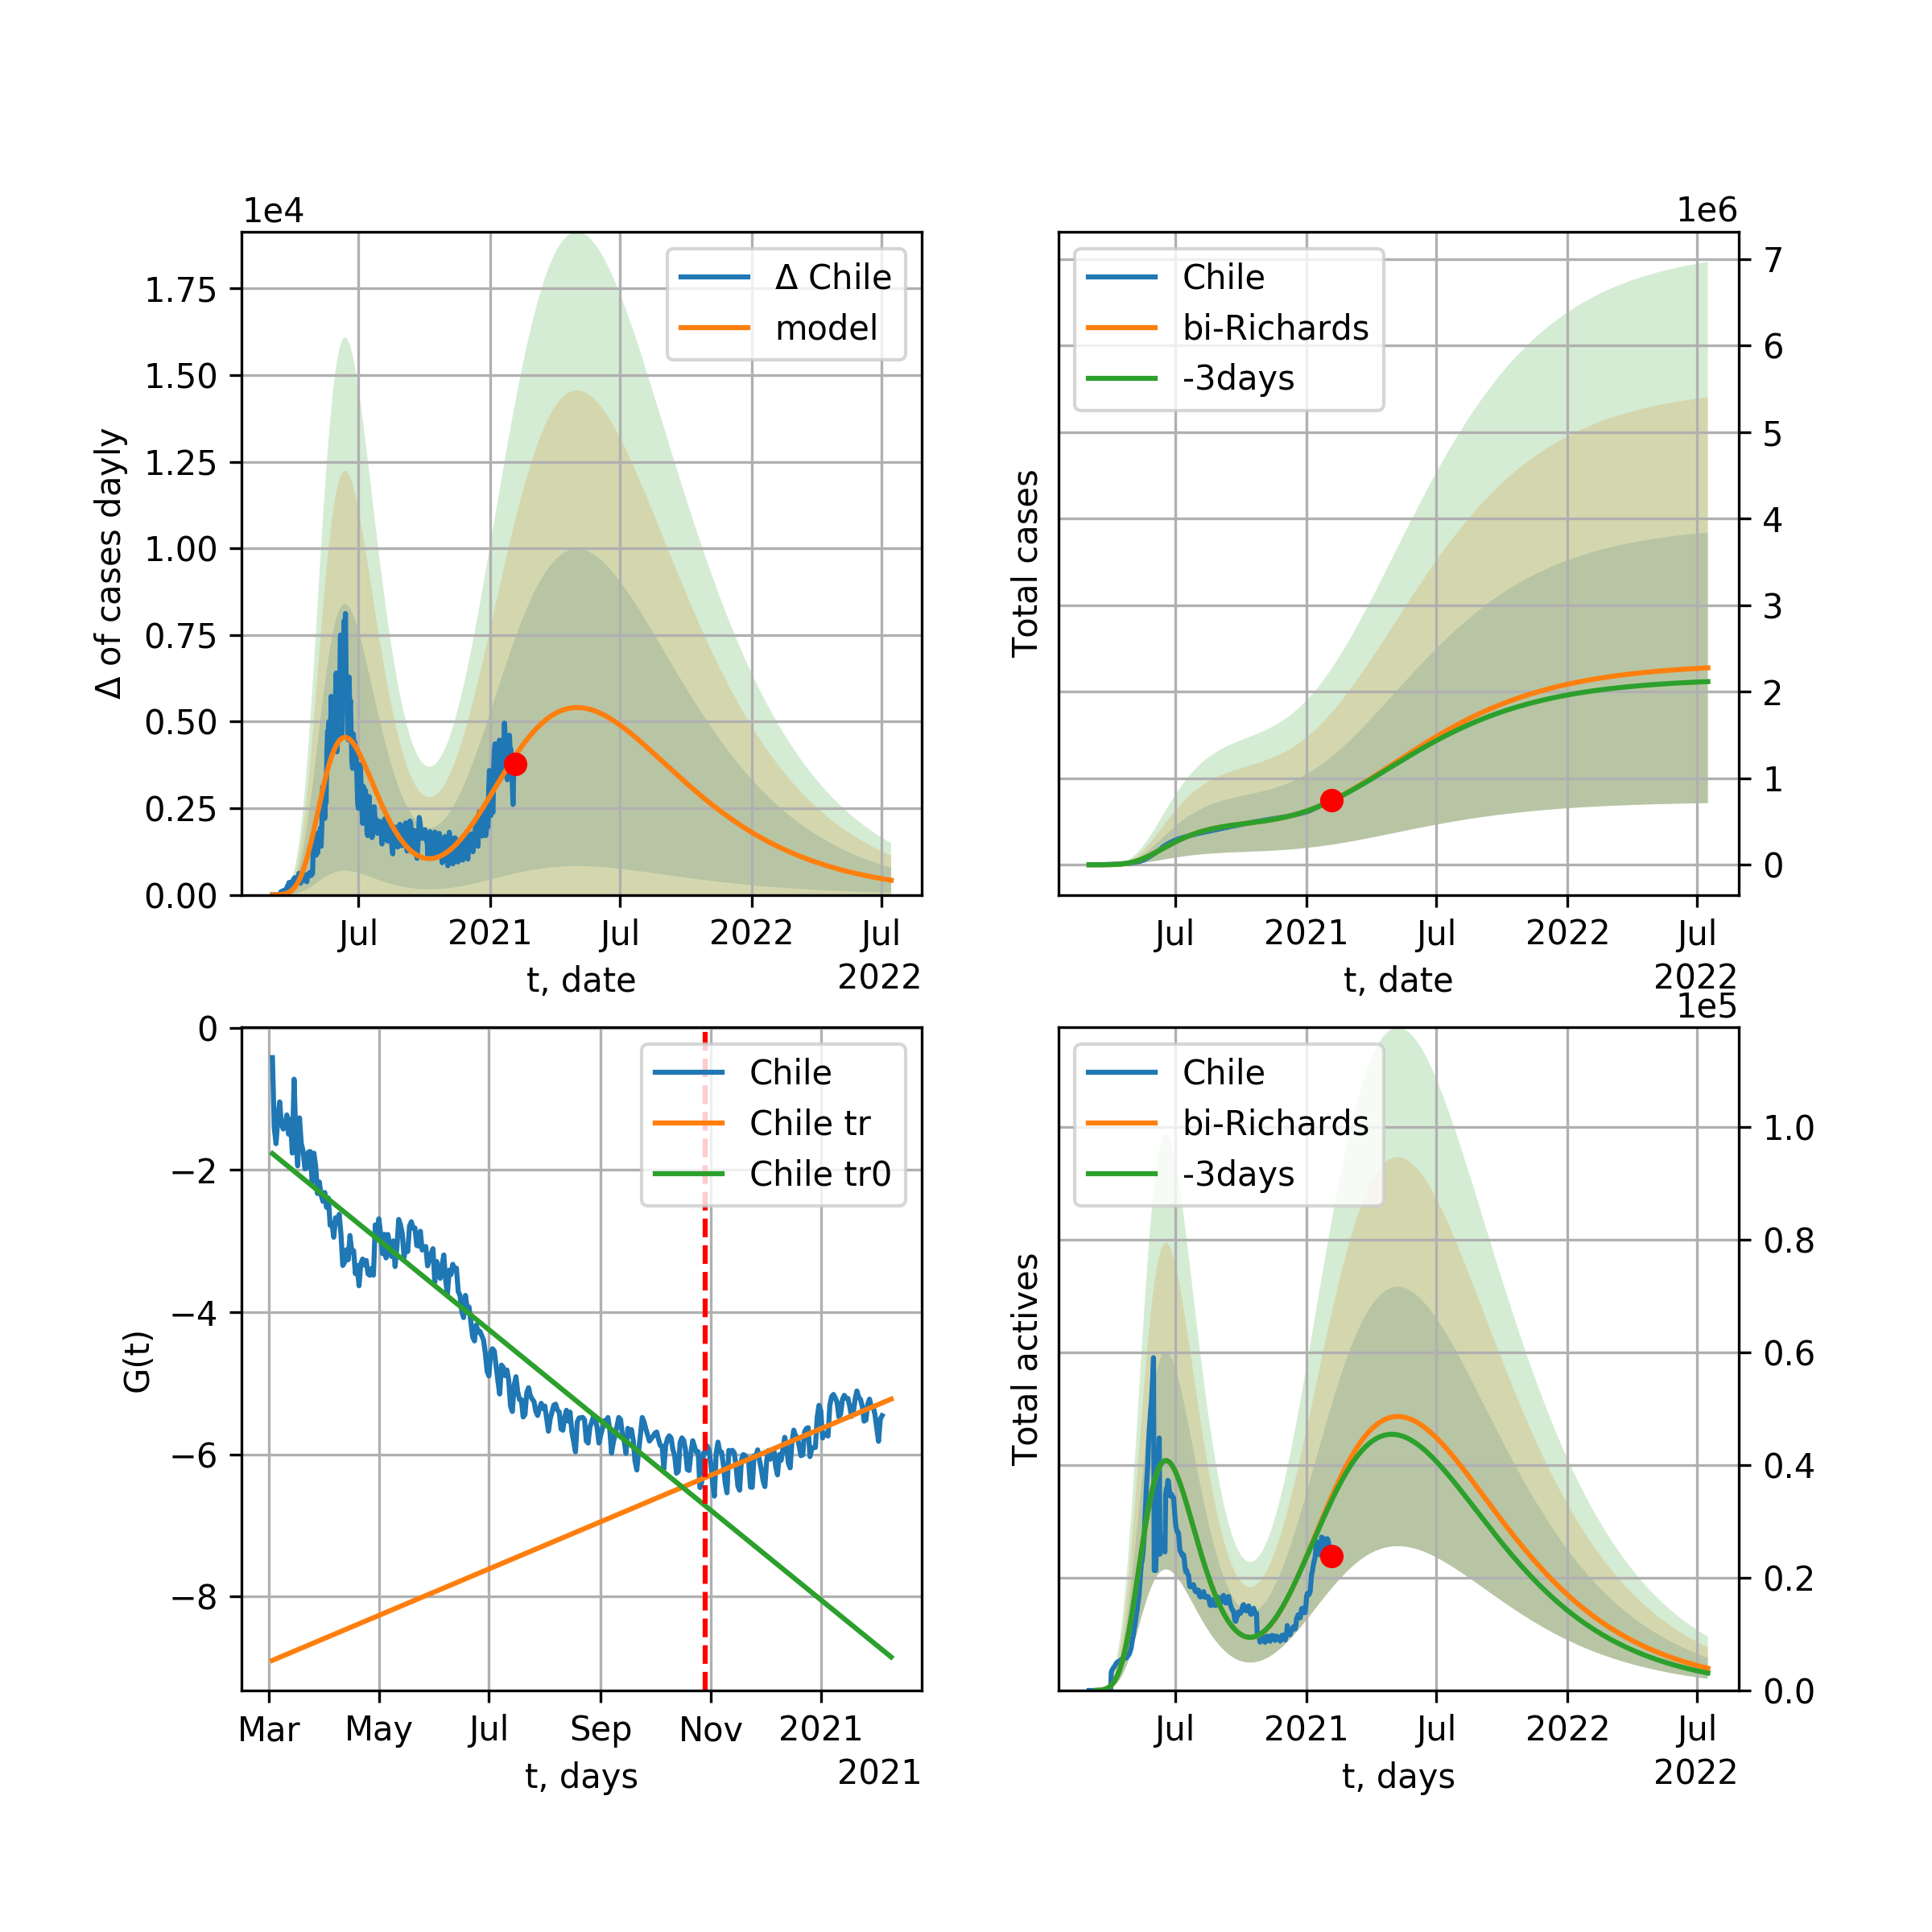 1e4
Δ of cases dayly
1.75
1.50
1.25
1.00
0.75
0.50
0.25
0.00
Δ Chile
model
Jul
2021
Jul
2022
Jul
t, date
2022
1e6
Total cases
Chile
bi-Richards
-3days
7
6
5
4
3
2
1
0
Jul
2021
Jul
2022
Jul
t, date
2022
G(t)
0
−2
−4
−6
−8
Chile
Chile tr
Chile tr0
Mar
May
Jul
Sep
Nov
2021
t, days
2021
1e5
Total actives
Chile
bi-Richards
-3days
1.0
0.8
0.6
0.4
0.2
0.0
Jul
2021
Jul
2022
Jul
t, days
2022